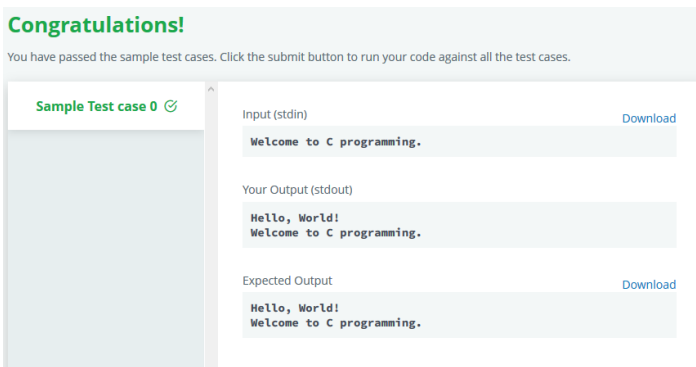 Congratulations!
You have passed the sample test cases. Click the submit button to run your code against all the test cases.
Sample Test case 0
Input (stdin)
Download
Welcome to C programming.
Your Output (stdout)
Hello, World!
Welcome to C programming.
Expected Output
Download
Hello, World!
Welcome to C programming.